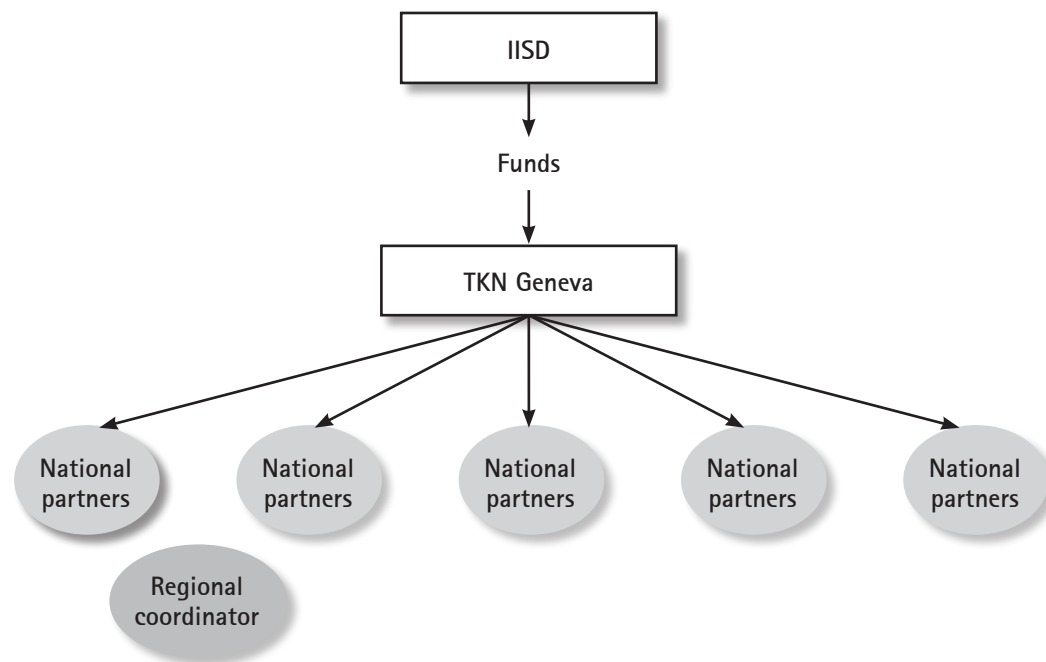 IISD
Funds
TKN Geneva
National
partners
National
partners
National
partners
National
partners
National
partners
Regional
coordinator